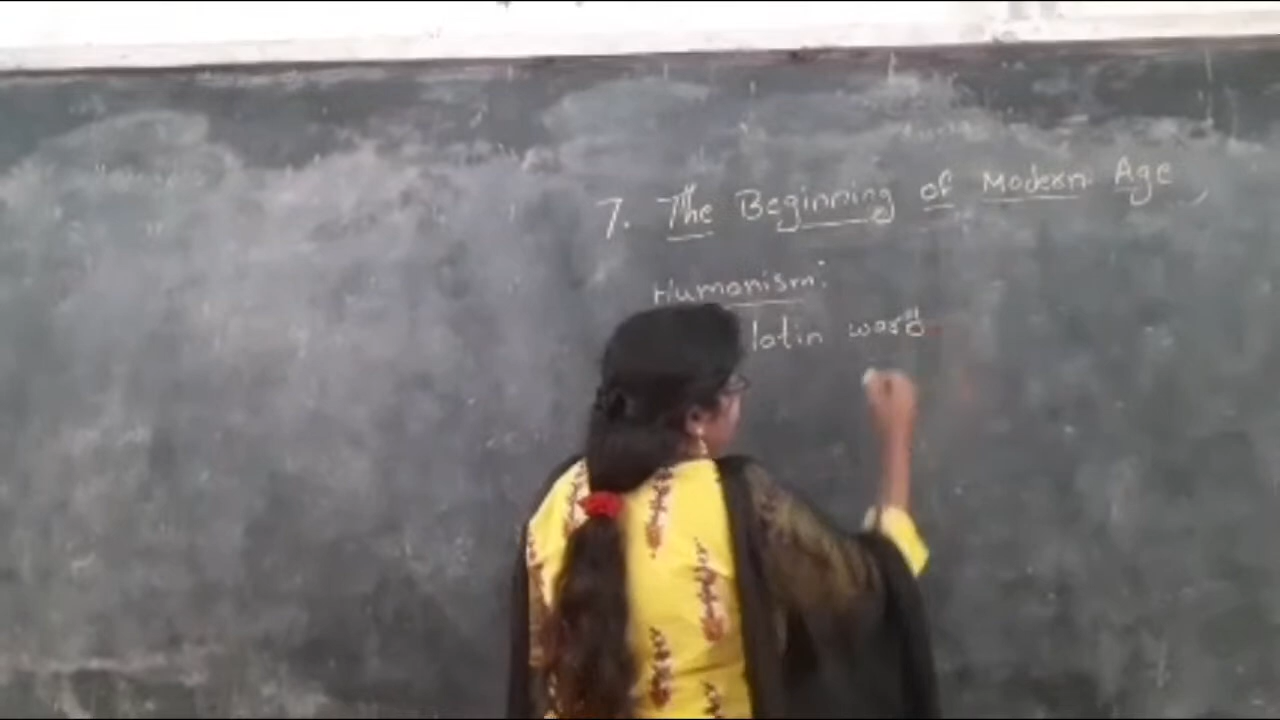 7. The Beginning of Modern Age,
Humanism:
latin word